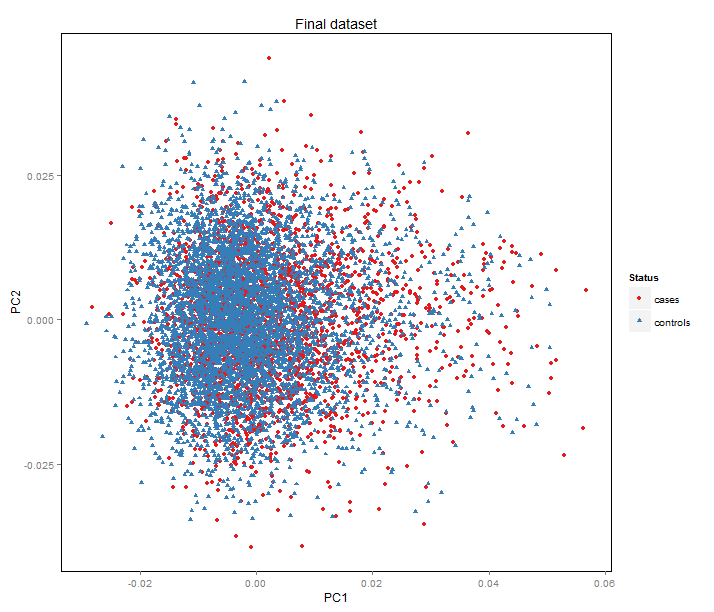 Final dataset
PC2
0.025
0.000
-0.025
-0.02
0.00
0.02
0.04
0.06
PC1
Status
cases
controls